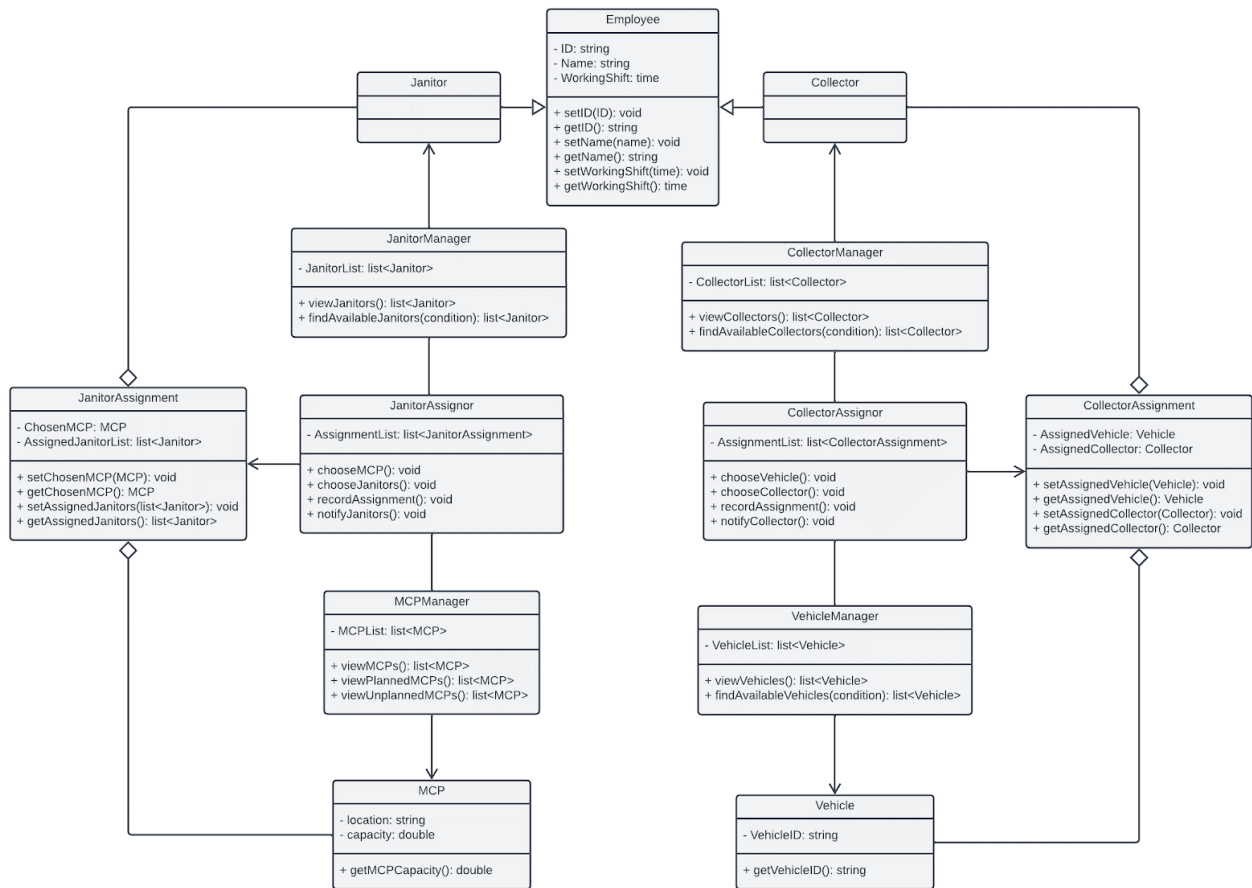 Employee
- ID: string
- Name: string
- WorkingShift: time
+ setID(ID): void
+ getID(): string
+ setName(name): void
+ getName(): string
+ setWorkingShift(time): void
+ getWorkingShift(): time
Janitor
Collector
JanitorManager
- JanitorList: list<Janitor>
+ viewJanitors(): list<Janitor>
+ findAvailableJanitors(condition): list<Janitor>
CollectorManager
- CollectorList: list<Collector>
+ viewCollectors(): list<Collector>
+ findAvailableCollectors(condition): list<Collector>
JanitorAssignment
- ChosenMCP: MCP
- AssignedJanitorList: list<Janitor>
+ setChosenMCP(MCP): void
+ getChosenMCP(): MCP
+ setAssignedJanitors(list<Janitor>): void
+ getAssignedJanitors(): list<Janitor>
JanitorAssignor
- AssignmentList: list<JanitorAssignment>
+ chooseMCP(): void
+ chooseJanitors(): void
+ recordAssignment(): void
+ notifyJanitors(): void
CollectorAssignor
- AssignmentList: list<CollectorAssignment>
+ chooseVehicle(): void
+ chooseCollector(): void
+ recordAssignment(): void
+ notifyCollector(): void
CollectorAssignment
- AssignedVehicle: Vehicle
- AssignedCollector: Collector
+ setAssignedVehicle(Vehicle): void
+ getAssignedVehicle(): Vehicle
+ setAssignedCollector(Collector): void
+ getAssignedCollector(): Collector
MCPManager
- MCPList: list<MCP>
+ viewMCPs(): list<MCP>
+ viewPlannedMCPs(): list<MCP>
+ viewUnplannedMCPs(): list<MCP>
VehicleManager
- VehicleList: list<Vehicle>
+ viewVehicles(): list<Vehicle>
+ findAvailableVehicles(condition): list<Vehicle>
MCP
- location: string
- capacity: double
+ getMCPCapacity(): double
Vehicle
- VehicleID: string
+ getVehicleID(): string